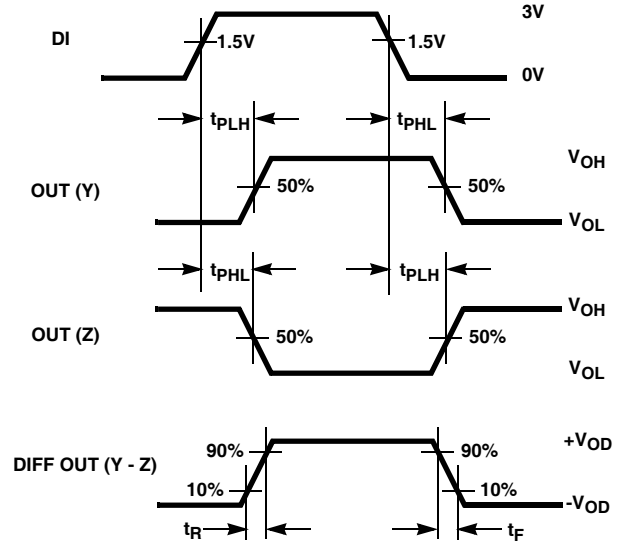 3V
DI
1.5V
1.5V
0V
tPLH
tPHL
VOH
OUT (Y)
50%
50%
VOL
tPHL
tPLH
VOH
OUT (Z)
50%
50%
VOL
+VOD
DIFF OUT (Y - Z)
90%
90%
10%
10%
-VOD
tR
tF